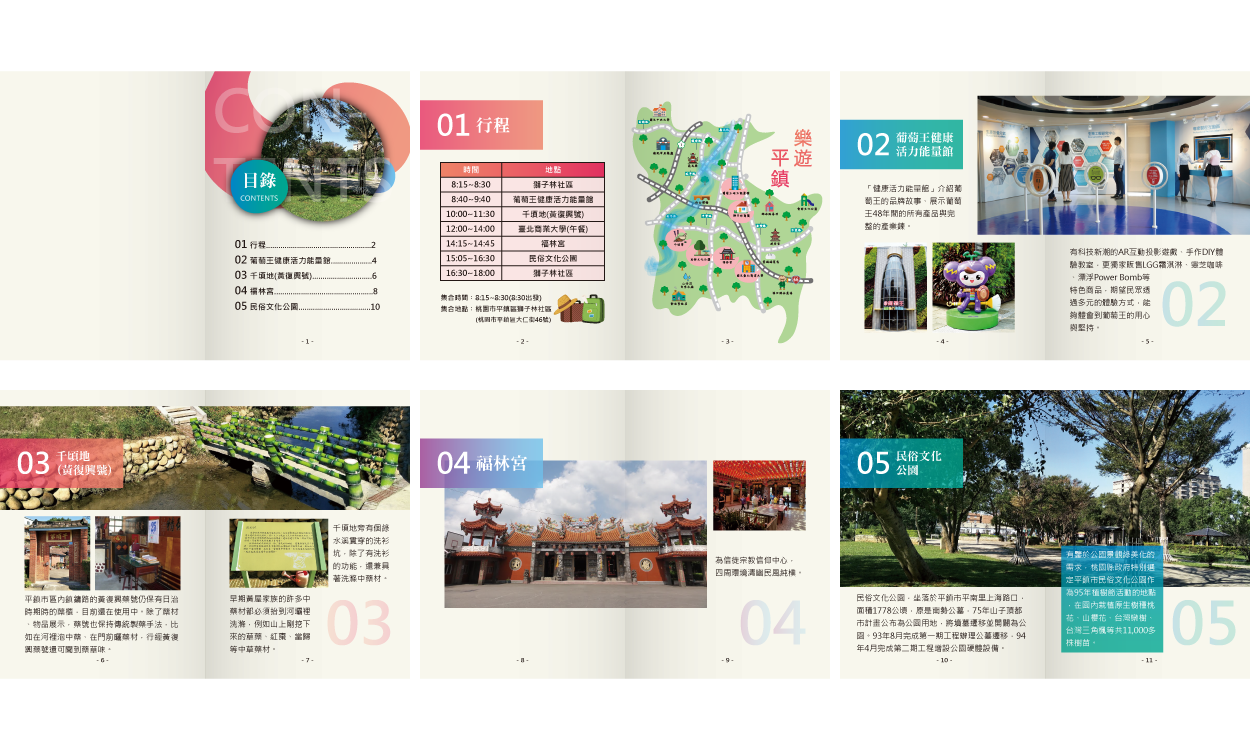 CON-
TENTS
目錄
CONTENTS
01 行程......................................2
02 葡萄王健康活力能量館...............4
03 千頃地(黃復興號).....................6
04 福林宮...................................8
05 民俗文化公園..........................10
- 1 -
01 行程
時間 地點
8:15~8:30 獅子林社區
8:40~9:40 葡萄王健康活力能量館
10:00~11:30 千頃地(黃復興號)
12:00~14:00 臺北商業大學(午餐)
14:15~14:45 福林宮
15:05~16:30 民俗文化公園
16:30~18:00 獅子林社區
集合時間：8:15~8:30(8:30出發)
集合地點：桃園市平鎮區獅子林社區
(桃園市平鎮區大仁街46號)
- 2 -
樂遊
平鎮
- 3 -
02 葡萄王健康
活力能量館
「健康活力能量館」介紹葡
萄王的品牌故事，展示葡萄
王48年間的所有產品與完
整的產業鍊。
- 4 -
有科技新潮的AR互動投影遊戲、手作DIY體
驗教室，更獨家販售LGG霜淇淋、靈芝咖啡
、漂浮Power Bomb等
特色商品，期望民眾透
過多元的體驗方式，能
夠體會到葡萄王的用心
與堅持。
02
- 5 -
03 千頃地
(黃復興號)
平鎮市區內鎮礴路的黃復興藥號仍保有日治
時期時的藥櫃，目前還在使用中。除了藥材
、物品展示，藥號也保持傳統製藥手法，比
如在河裡泡中藥、在門前曬藥材，行經黃復
興藥號還可聞到藥草味。
- 6 -
千頃地旁有個綠
水溪貫穿的洗衫
坑，除了有洗衫
的功能，還兼具
著洗滌中藥材。
早期黃屋家族的許多中
藥材都必須抬到河壩裡
洗滌，例如山上剛挖下
來的草藥、紅棗、當歸
等中草藥材。
03
- 7 -
04 福林宮
- 8 -
為信徒宗教信仰中心，
四周環境清幽民風純樸。
04
- 9 -
05 民俗文化
公園
民俗文化公園，坐落於平鎮市平南里上海路口，
面積1778公頃，原是南勢公墓，75年山子頂都
市計畫公布為公園用地，將墳墓遷移並開闢為公
園。93年8月完成第一期工程辦理公墓遷移，94
年4月完成第二期工程增設公園硬體設備。
- 10 -
有鑒於公園景觀綠美化的
需求，桃園縣政府特別選
定平鎮市民俗文化公園作
為95年植樹節活動的地點
，在園內栽植原生樹種桃
花、山櫻花、台灣欒樹、
台灣三角楓等共11,000多
株樹苗。
05
- 11 -